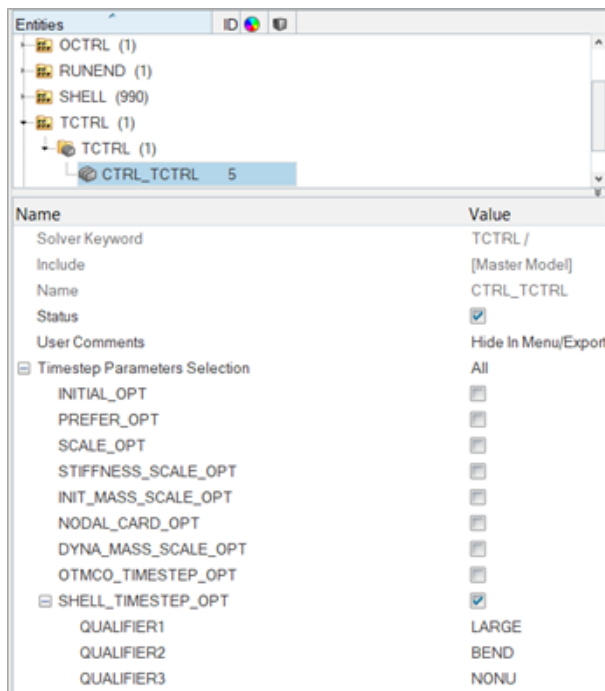 Entities ID
OCTRL (1)
RUNEND (1)
SHELL (990)
TCTRL (1)
TCTRL (1)
CTRL_TCTRL 5
Name Value
Solver Keyword TCTRL /
Include [Master Model]
Name CTRL_TCTRL
Status
User Comments Hide In Menu/Export
Timestep Parameters Selection All
INITIAL_OPT
PREFER_OPT
SCALE_OPT
STIFFNESS_SCALE_OPT
INIT_MASS_SCALE_OPT
NODAL_CARD_OPT
DYNA_MASS_SCALE_OPT
OTMCO_TIMESTEP_OPT
SHELL_TIMESTEP_OPT
QUALIFIER1 LARGE
QUALIFIER2 BEND
QUALIFIER3 NONU